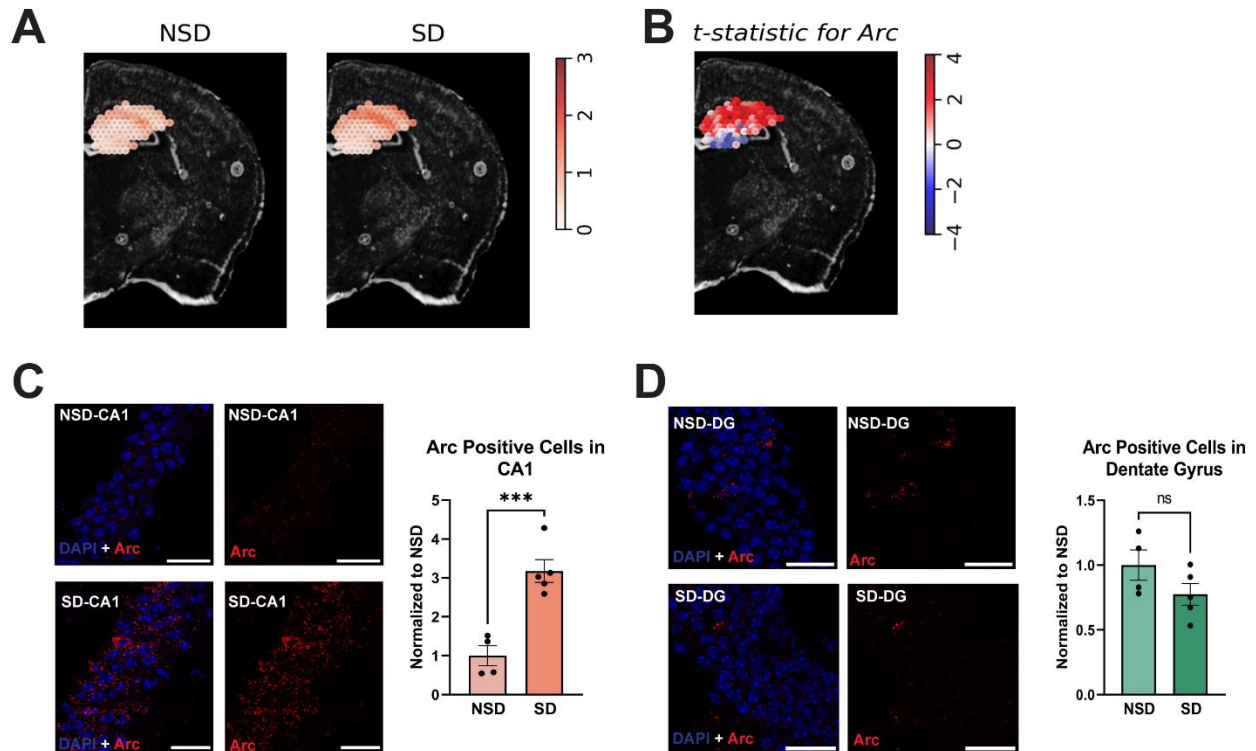 A
NSD
SD
3
2
1
0
B
t-statistic for Arc
4
2
0
−2
−4
C
NSD-CA1
DAPI + Arc
NSD-CA1
Arc
SD-CA1
DAPI + Arc
SD-CA1
Arc
Arc Positive Cells in
CA1
Normalized to NSD
5
4
3
2
1
0
***
NSD
SD
D
NSD-DG
DAPI + Arc
NSD-DG
Arc
SD-DG
DAPI + Arc
SD-DG
Arc
Arc Positive Cells in
Dentate Gyrus
Normalized to NSD
1.5
1.0
0.5
0.0
ns
NSD
SD